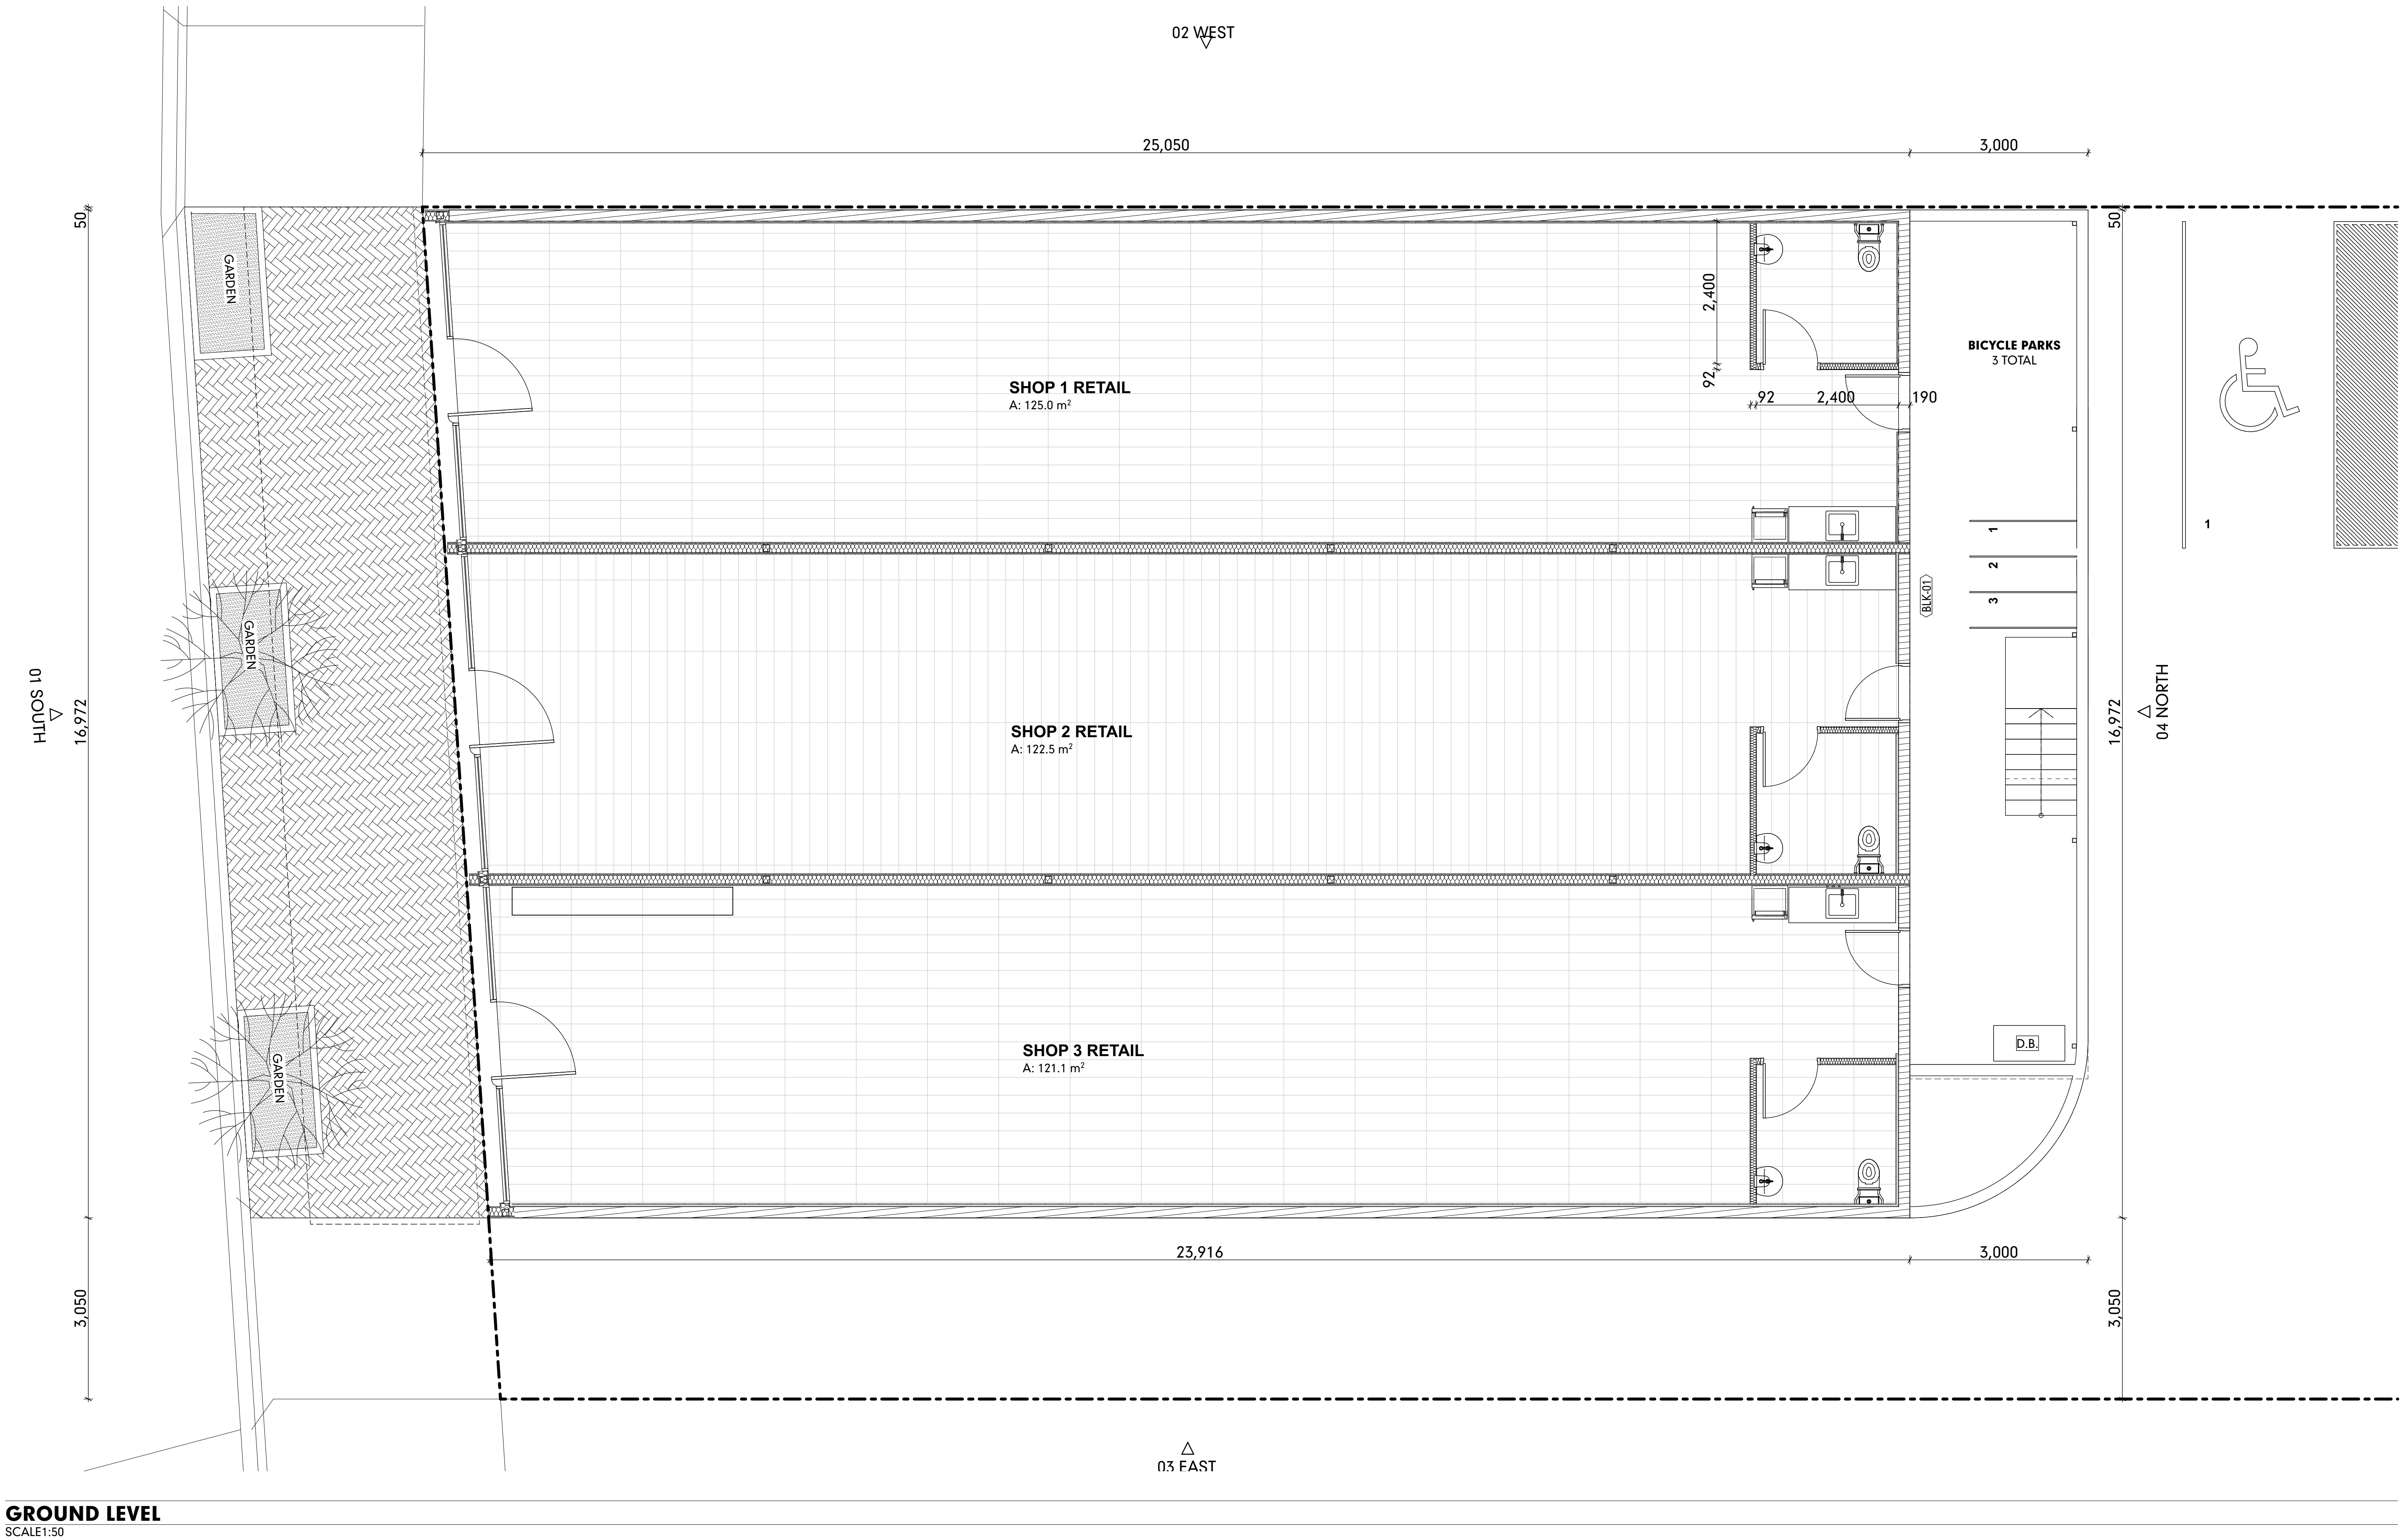 02 WEST
25,050
3,000
50
50
GARDEN
2,400
92
BICYCLE PARKS
3 TOTAL
SHOP 1 RETAIL
A: 125.0 m²
92
2,400
190
1
1
2
3
BLK-01
GARDEN
01 SOUTH
16,972
SHOP 2 RETAIL
A: 122.5 m²
16,972
04 NORTH
SHOP 3 RETAIL
A: 121.1 m²
D.B.
GARDEN
23,916
3,000
3,050
3,050
03 EAST
GROUND LEVEL
SCALE1:50